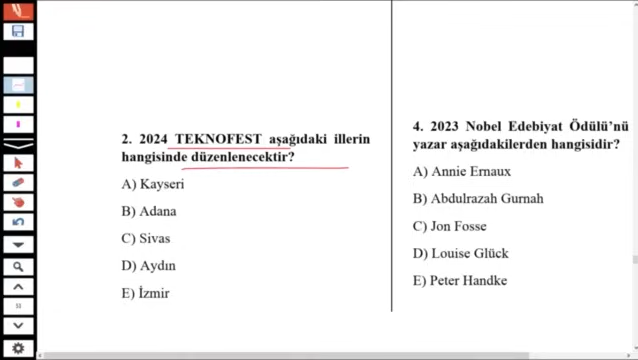 2. 2024 TEKNOFEST aşağıdaki illerin
hangisinde düzenlenecektir?
A) Kayseri
B) Adana
C) Sivas
D) Aydın
E) İzmir
4. 2023 Nobel Edebiyat Ödülü'nü
yazar aşağıdakilerden hangisidir?
A) Annie Ernaux
B) Abdulrazah Gurnah
C) Jon Fosse
D) Louise Glück
E) Peter Handke